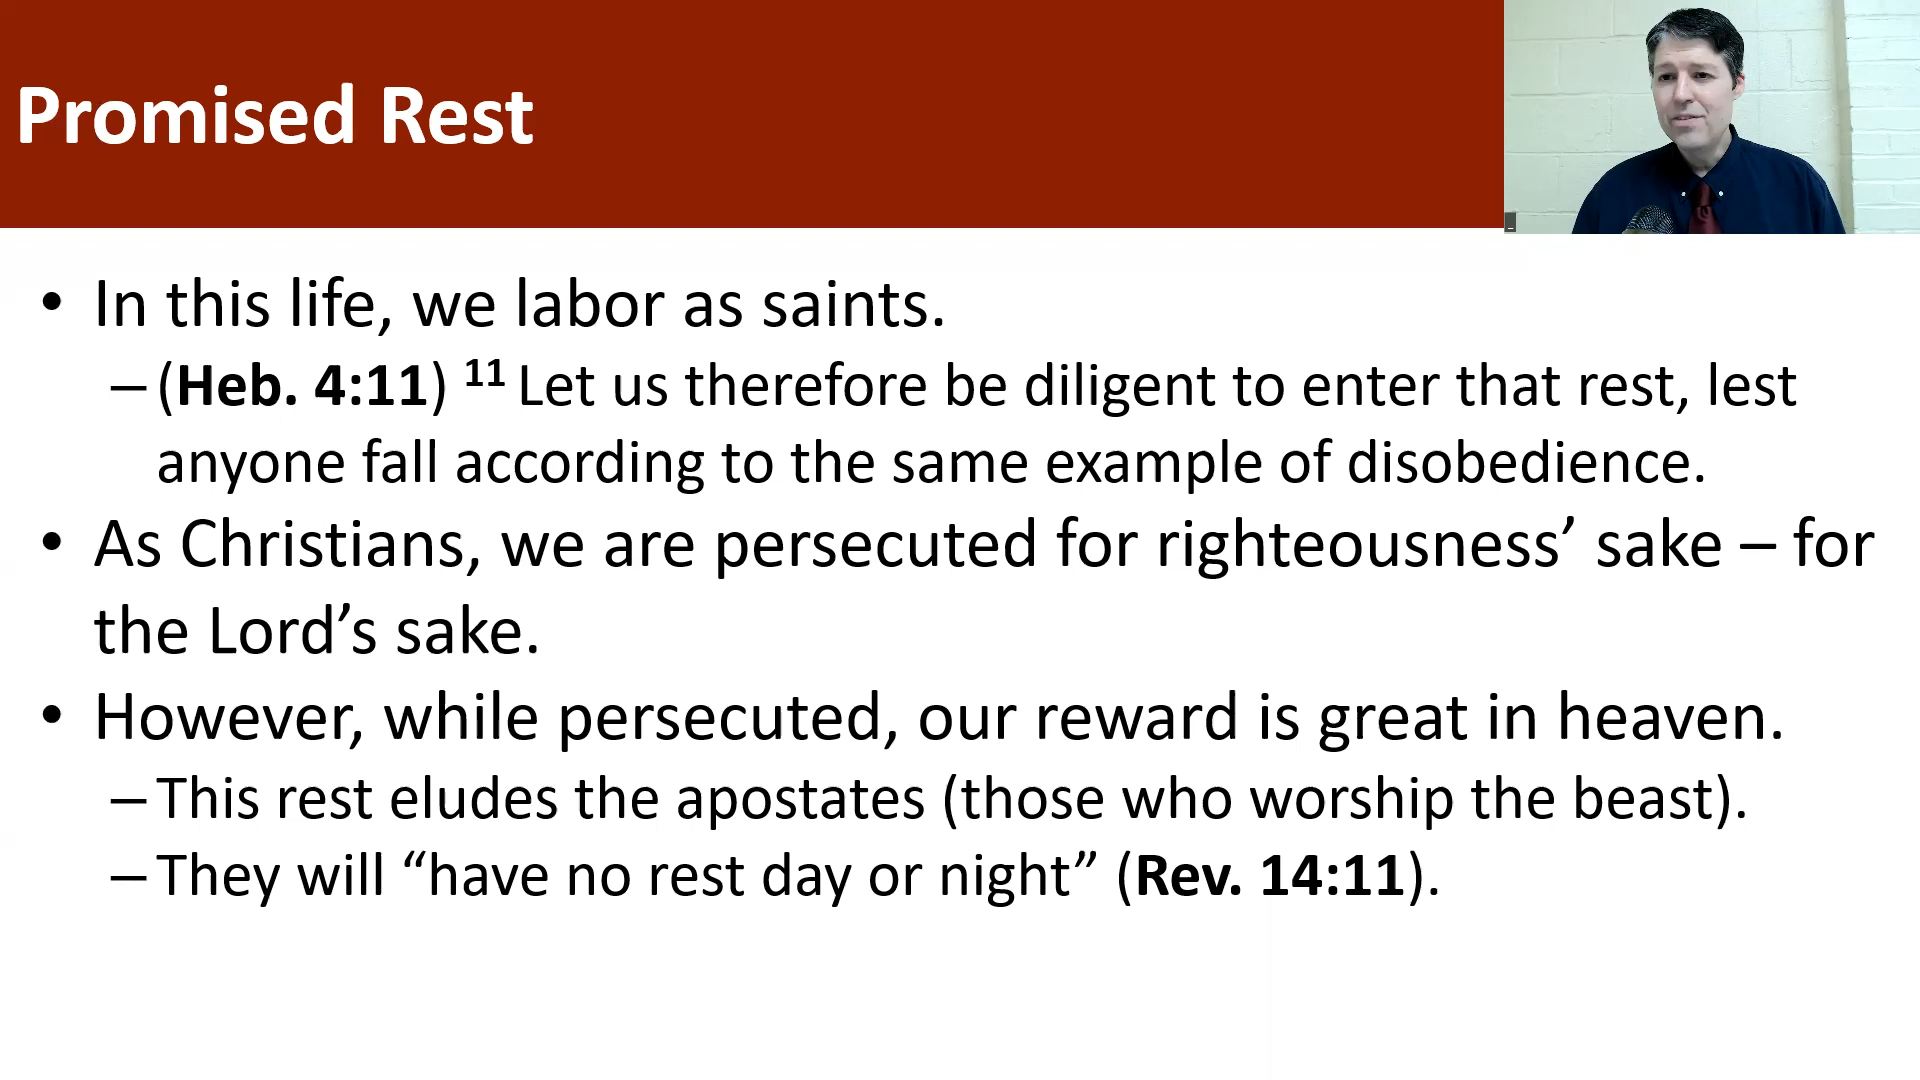 Promised Rest
• In this life, we labor as saints.
– (Heb. 4:11) ¹¹ Let us therefore be diligent to enter that rest, lest
anyone fall according to the same example of disobedience.
• As Christians, we are persecuted for righteousness’ sake – for
the Lord’s sake.
• However, while persecuted, our reward is great in heaven.
– This rest eludes the apostates (those who worship the beast).
– They will “have no rest day or night” (Rev. 14:11).